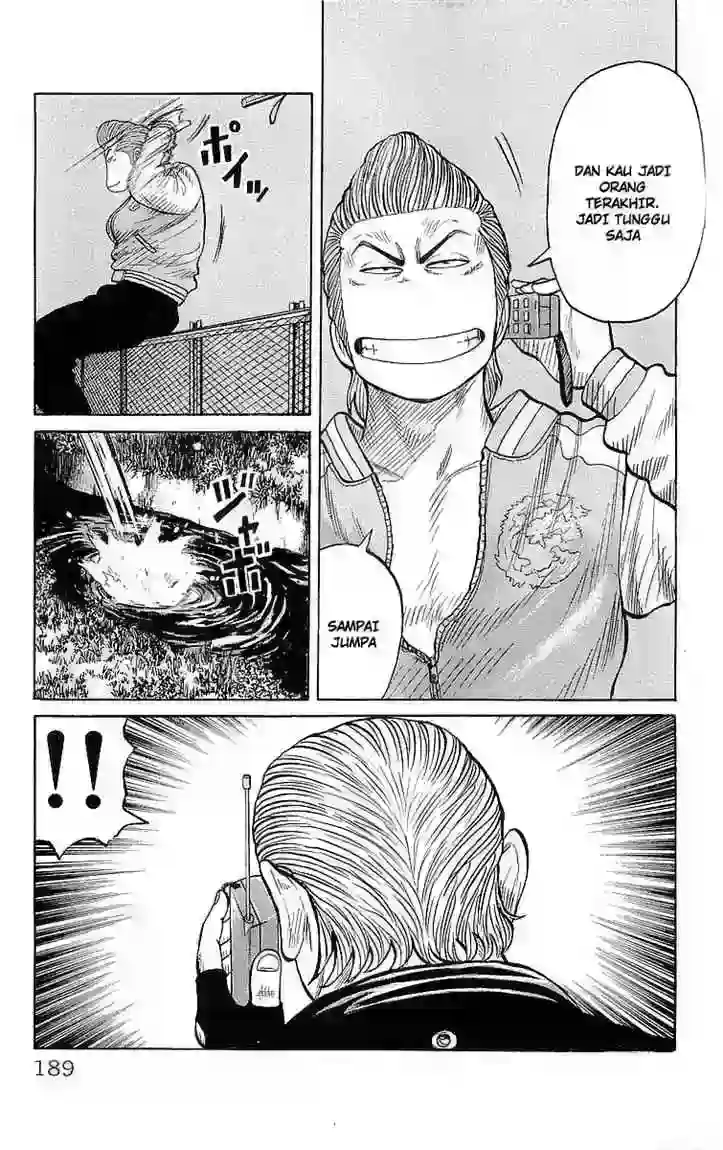 DAN KAU JADI
ORANG
TERAKHIR.
JADI TUNGGU
SAJA
SAMPAI
JUMPA
ポイッ
ジャボ
!!
189